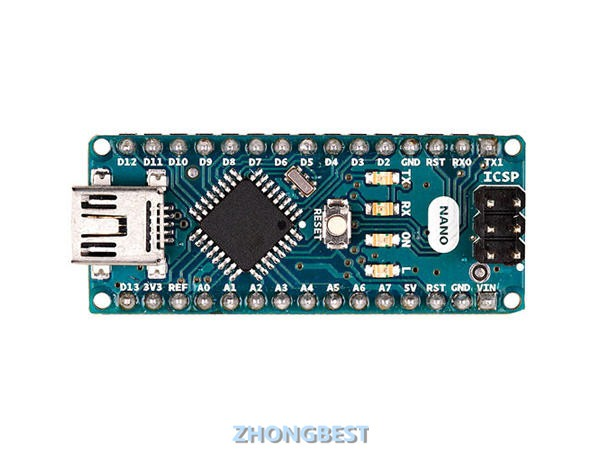 D12 D11 D10 D9 D8 D7 D6 D5 D4 D3 D2 GND RST RX0 TX1
ICSP
TX
RX
RESET
NANO
ON
L
D13 3V3 REF A0 A1 A2 A3 A4 A5 A6 A7 5V RST GND VIN
ZHONGBEST